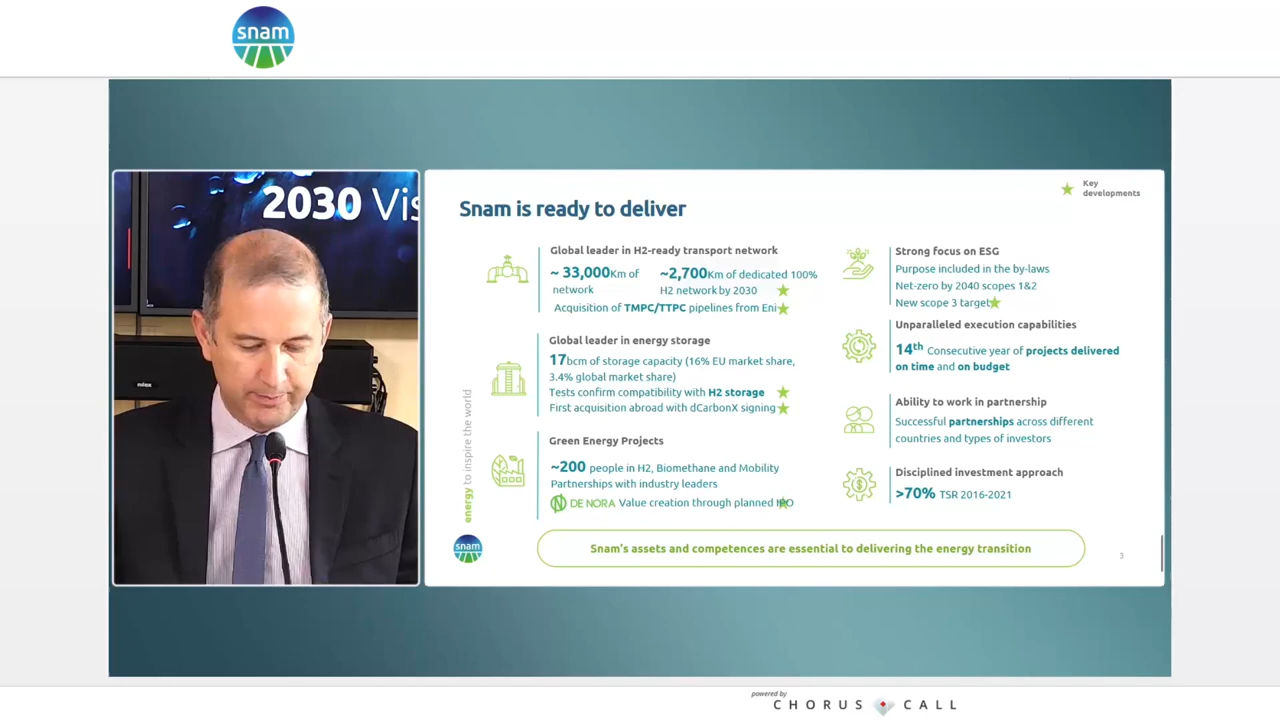 snam
2030 Vis
nilox
Key
developments
Snam is ready to deliver
Global leader in H2-ready transport network
~ 33,000Km of
network
~2,700Km of dedicated 100%
H2 network by 2030
Acquisition of TMPC/TTPC pipelines from Eni
Global leader in energy storage
17bcm of storage capacity (16% EU market share,
3.4% global market share)
Tests confirm compatibility with H2 storage
First acquisition abroad with dCarbonX signing
Green Energy Projects
~200 people in H2, Biomethane and Mobility
Partnerships with industry leaders
DE NORA Value creation through planned IPO
Strong focus on ESG
Purpose included in the by-laws
Net-zero by 2040 scopes 1&2
New scope 3 target
Unparalleled execution capabilities
14th Consecutive year of projects delivered
on time and on budget
Ability to work in partnership
Successful partnerships across different
countries and types of investors
Disciplined investment approach
>70% TSR 2016-2021
energy to inspire the world
snam
Snam's assets and competences are essential to delivering the energy transition
3
powered by
CHORUS CALL